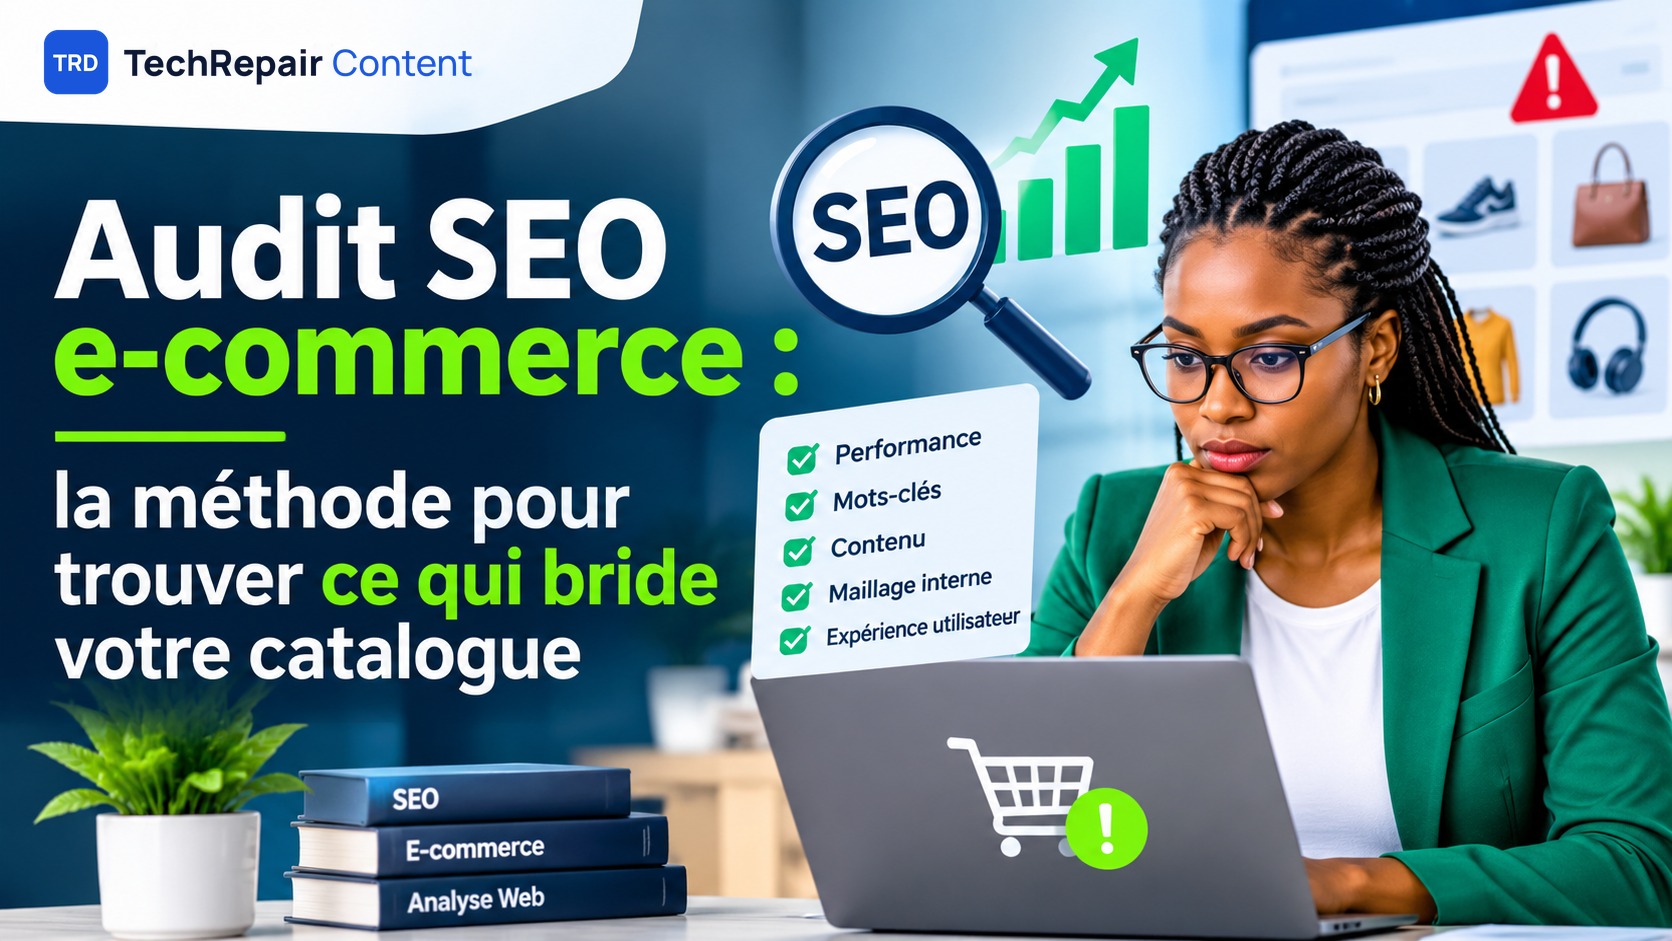 TRD TechRepair Content
Audit SEO
e-commerce :
la méthode pour
trouver ce qui bride
votre catalogue
SEO
Performance
Mots-clés
Contenu
Maillage interne
Expérience utilisateur
SEO
E-commerce
Analyse Web
!
!